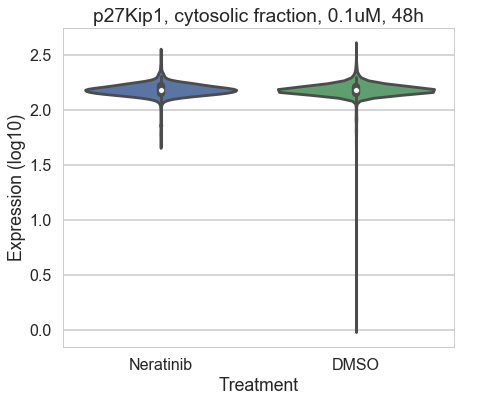 p27Kip1, cytosolic fraction, 0.1uM, 48h
2.5
2.0
1.5
1.0
0.5
0.0
Expression (log10)
Neratinib DMSO
Treatment